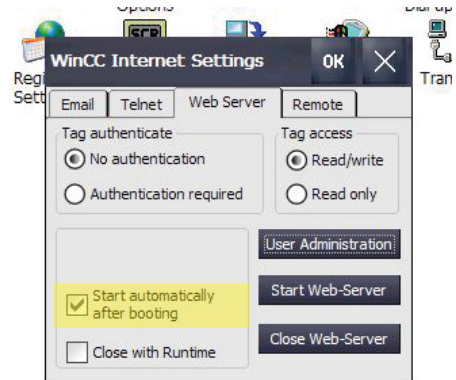 Options
SCR
Regi
Sett
Tran
WinCC Internet Settings OK
Email Telnet Web Server Remote
Tag authenticate Tag access
No authentication Read/write
Authentication required Read only
User Administration
Start automatically
after booting
Start Web-Server
Close with Runtime
Close Web-Server